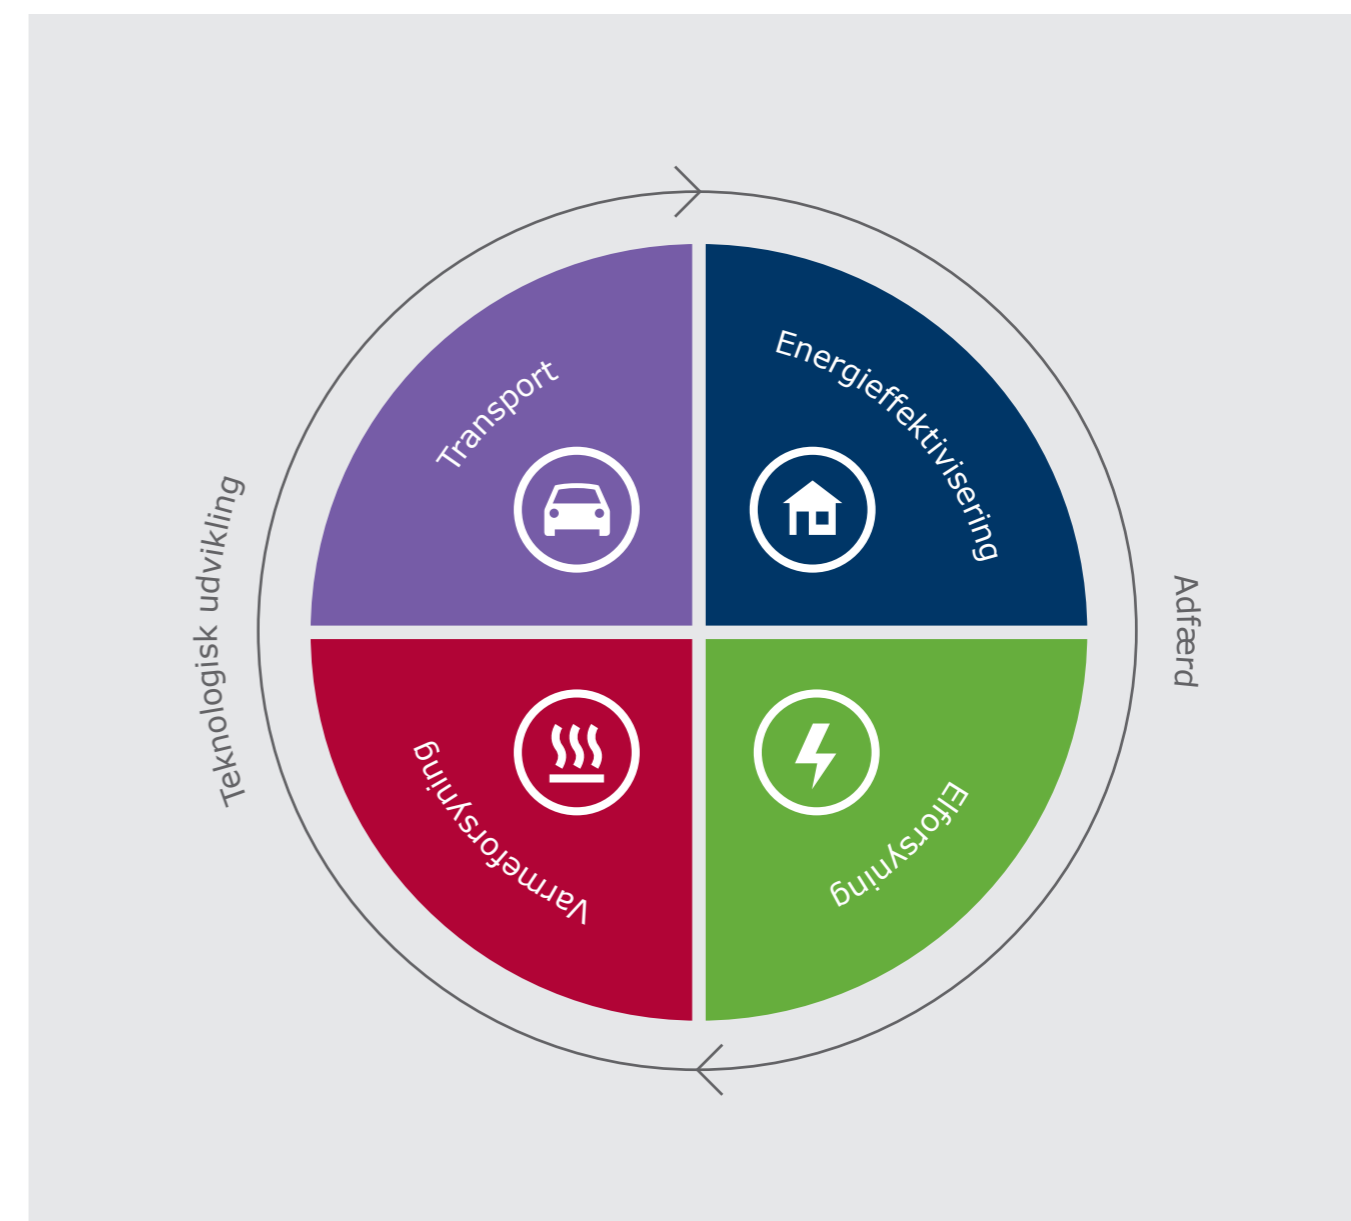 Transport
Energieffektivisering
Teknologisk udvikling
Adfærd
Varmeforsyning
Elforsyning